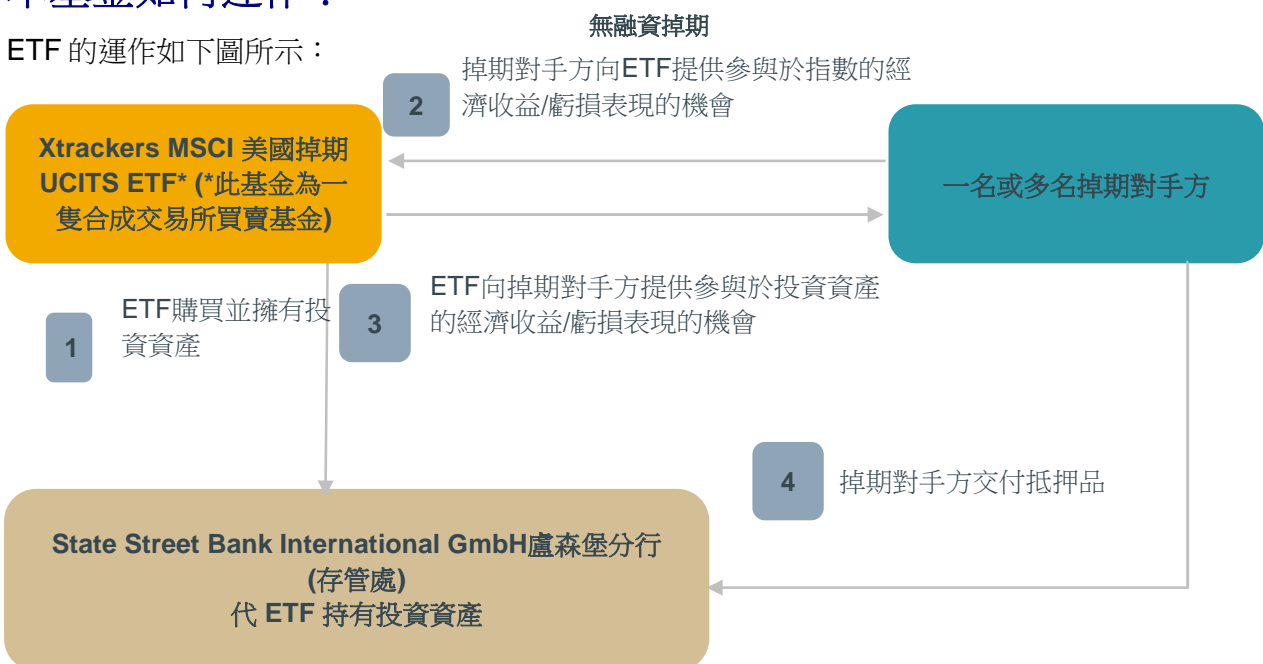 本基金如何運作？
ETF 的運作如下圖所示：
無融資掉期
2
掉期對手方向ETF提供參與於指數的經
濟收益/虧損表現的機會
Xtrackers MSCI 美國掉期
UCITS ETF* (*此基金為一
隻合成交易所買賣基金)
一名或多名掉期對手方
1
ETF購買並擁有投
資資產
3
ETF向掉期對手方提供參與於投資資產
的經濟收益/虧損表現的機會
4
掉期對手方交付抵押品
State Street Bank International GmbH盧森堡分行
(存管處)
代 ETF 持有投資資產